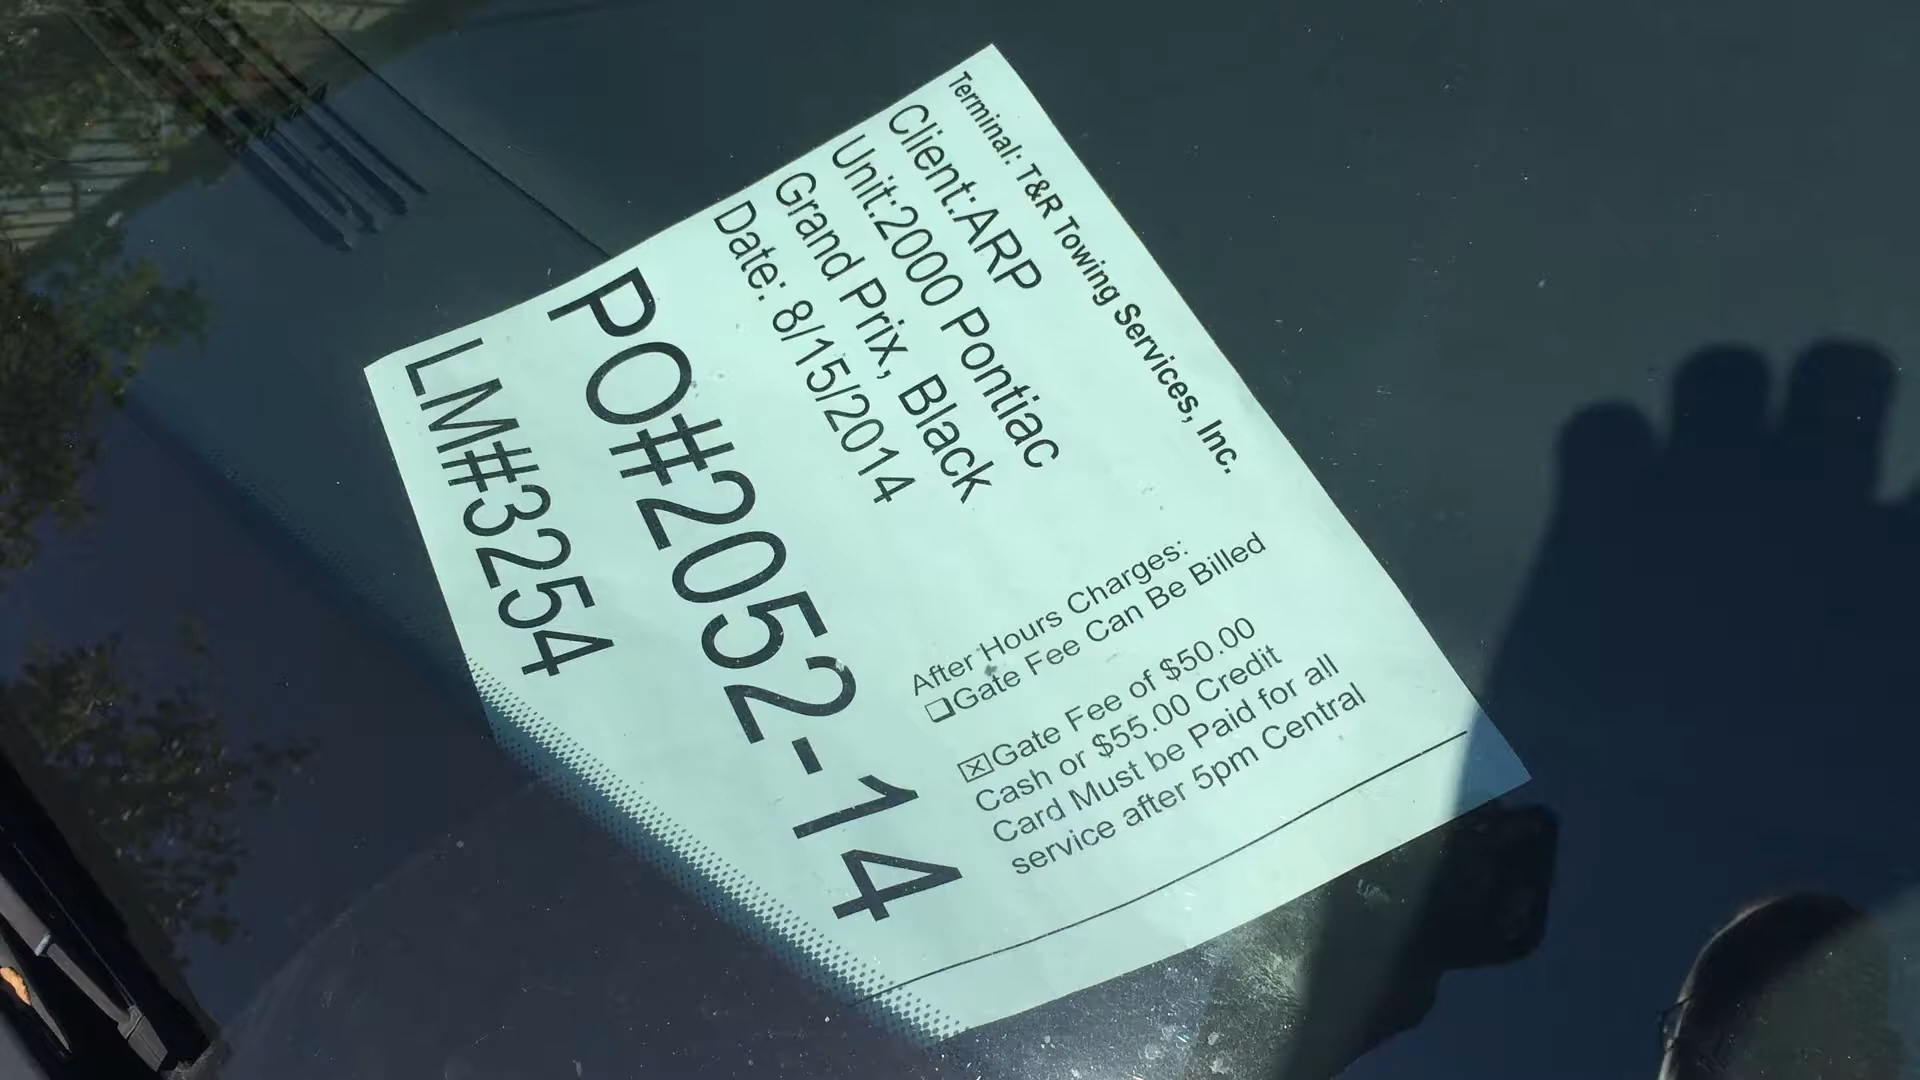 Terminal: T&R Towing Services, Inc.
Client:ARP
Unit:2000 Pontiac
Grand Prix, Black
Date: 8/15/2014
PO#2052-14
LM#3254
After Hours Charges:
❑Gate Fee Can Be Billed
☒Gate Fee of $50.00
Cash or $55.00 Credit
Card Must be Paid for all
service after 5pm Central